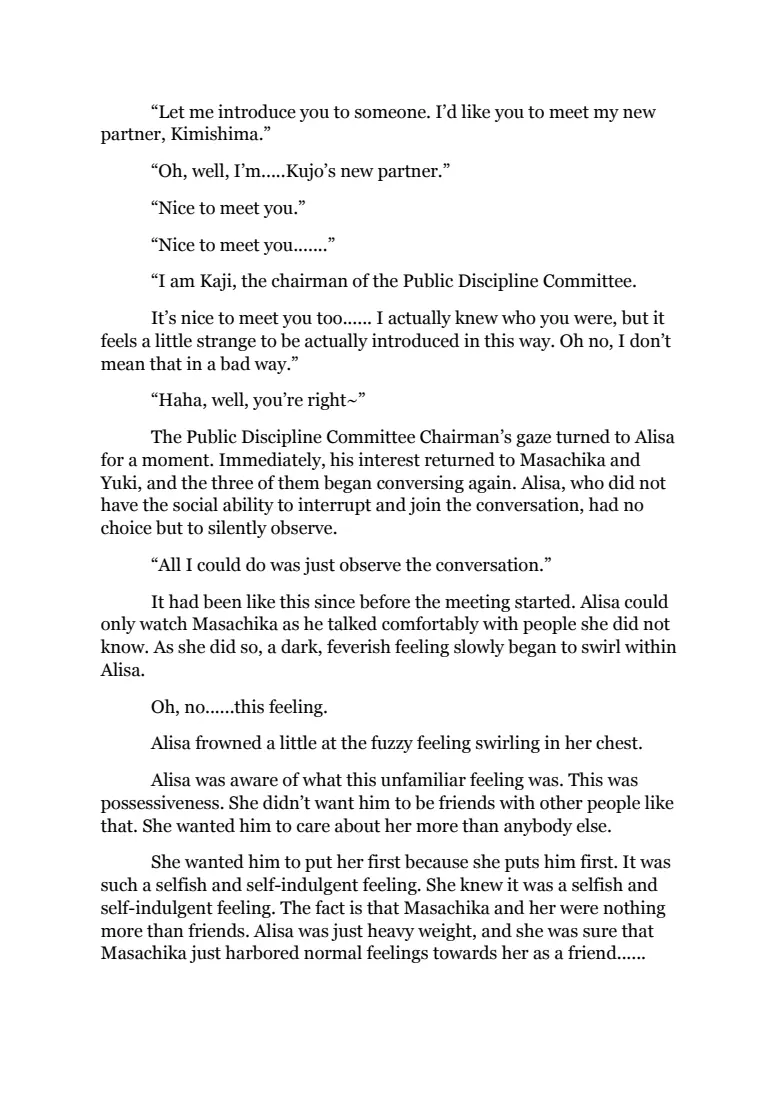 “Let me introduce you to someone. I’d like you to meet my new
partner, Kimishima.”
“Oh, well, I’m.....Kujo’s new partner.”
“Nice to meet you.”
“Nice to meet you.......”
“I am Kaji, the chairman of the Public Discipline Committee.
It’s nice to meet you too...... I actually knew who you were, but it
feels a little strange to be actually introduced in this way. Oh no, I don’t
mean that in a bad way.”
“Haha, well, you’re right~”
The Public Discipline Committee Chairman’s gaze turned to Alisa
for a moment. Immediately, his interest returned to Masachika and
Yuki, and the three of them began conversing again. Alisa, who did not
have the social ability to interrupt and join the conversation, had no
choice but to silently observe.
“All I could do was just observe the conversation.”
It had been like this since before the meeting started. Alisa could
only watch Masachika as he talked comfortably with people she did not
know. As she did so, a dark, feverish feeling slowly began to swirl within
Alisa.
Oh, no......this feeling.
Alisa frowned a little at the fuzzy feeling swirling in her chest.
Alisa was aware of what this unfamiliar feeling was. This was
possessiveness. She didn’t want him to be friends with other people like
that. She wanted him to care about her more than anybody else.
She wanted him to put her first because she puts him first. It was
such a selfish and self-indulgent feeling. She knew it was a selfish and
self-indulgent feeling. The fact is that Masachika and her were nothing
more than friends. Alisa was just heavy weight, and she was sure that
Masachika just harbored normal feelings towards her as a friend......